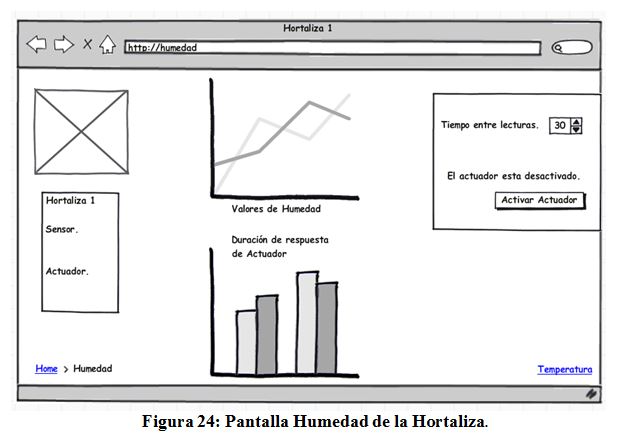 Hortaliza 1
http://humedad
Hortaliza 1
Sensor.
Actuador.
Valores de Humedad
Duración de respuesta
de Actuador
Tiempo entre lecturas. 30
El actuador esta desactivado.
Activar Actuador
Home > Humedad
Temperatura
Figura 24: Pantalla Humedad de la Hortaliza.